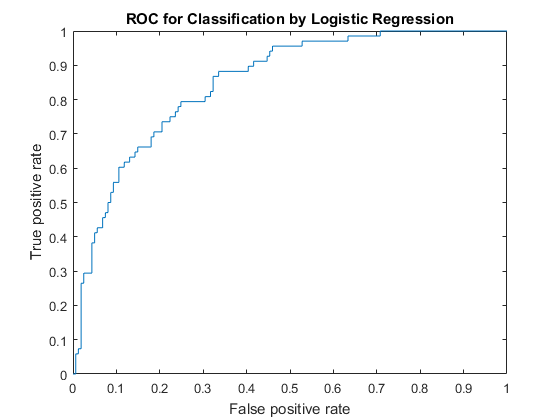 ROC for Classification by Logistic Regression
1
0.9
0.8
0.7
0.6
0.5
0.4
0.3
0.2
0.1
0
True positive rate
0 0.1 0.2 0.3 0.4 0.5 0.6 0.7 0.8 0.9 1
False positive rate